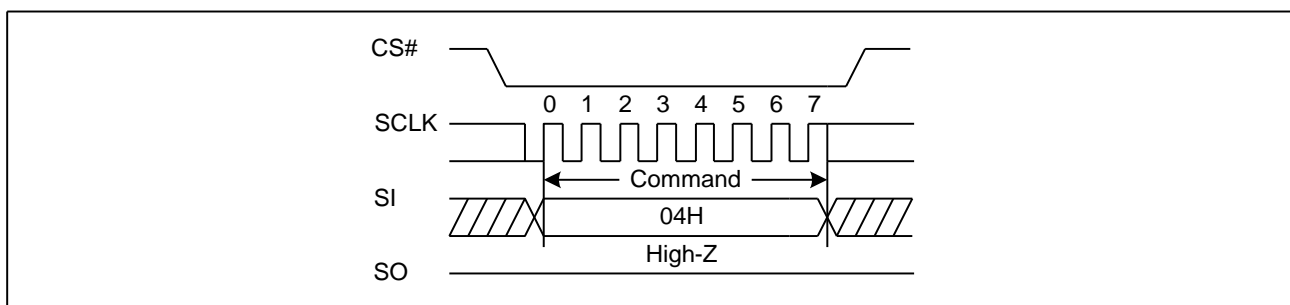 CS#
0 1 2 3 4 5 6 7
SCLK
Command
SI
04H
High-Z
SO